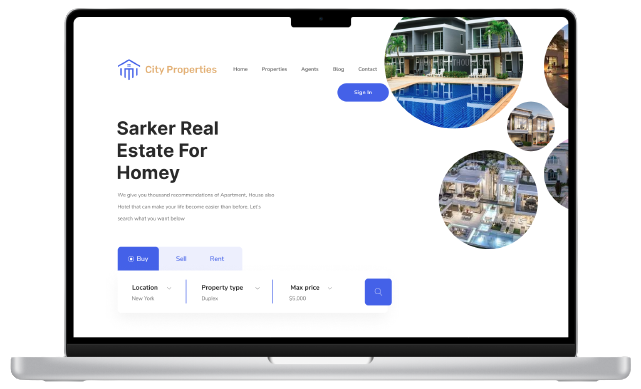 City Properties
Home Properties Agents Blog Contact
Sign In
Sarker Real
Estate For
Homey
We give you thousand recommendations of Apartment, House also
Hotel that can make your life become easier than before. Let's
search what you want below
Buy Sell Rent
Location Property type Max price
New York Duplex $5,000